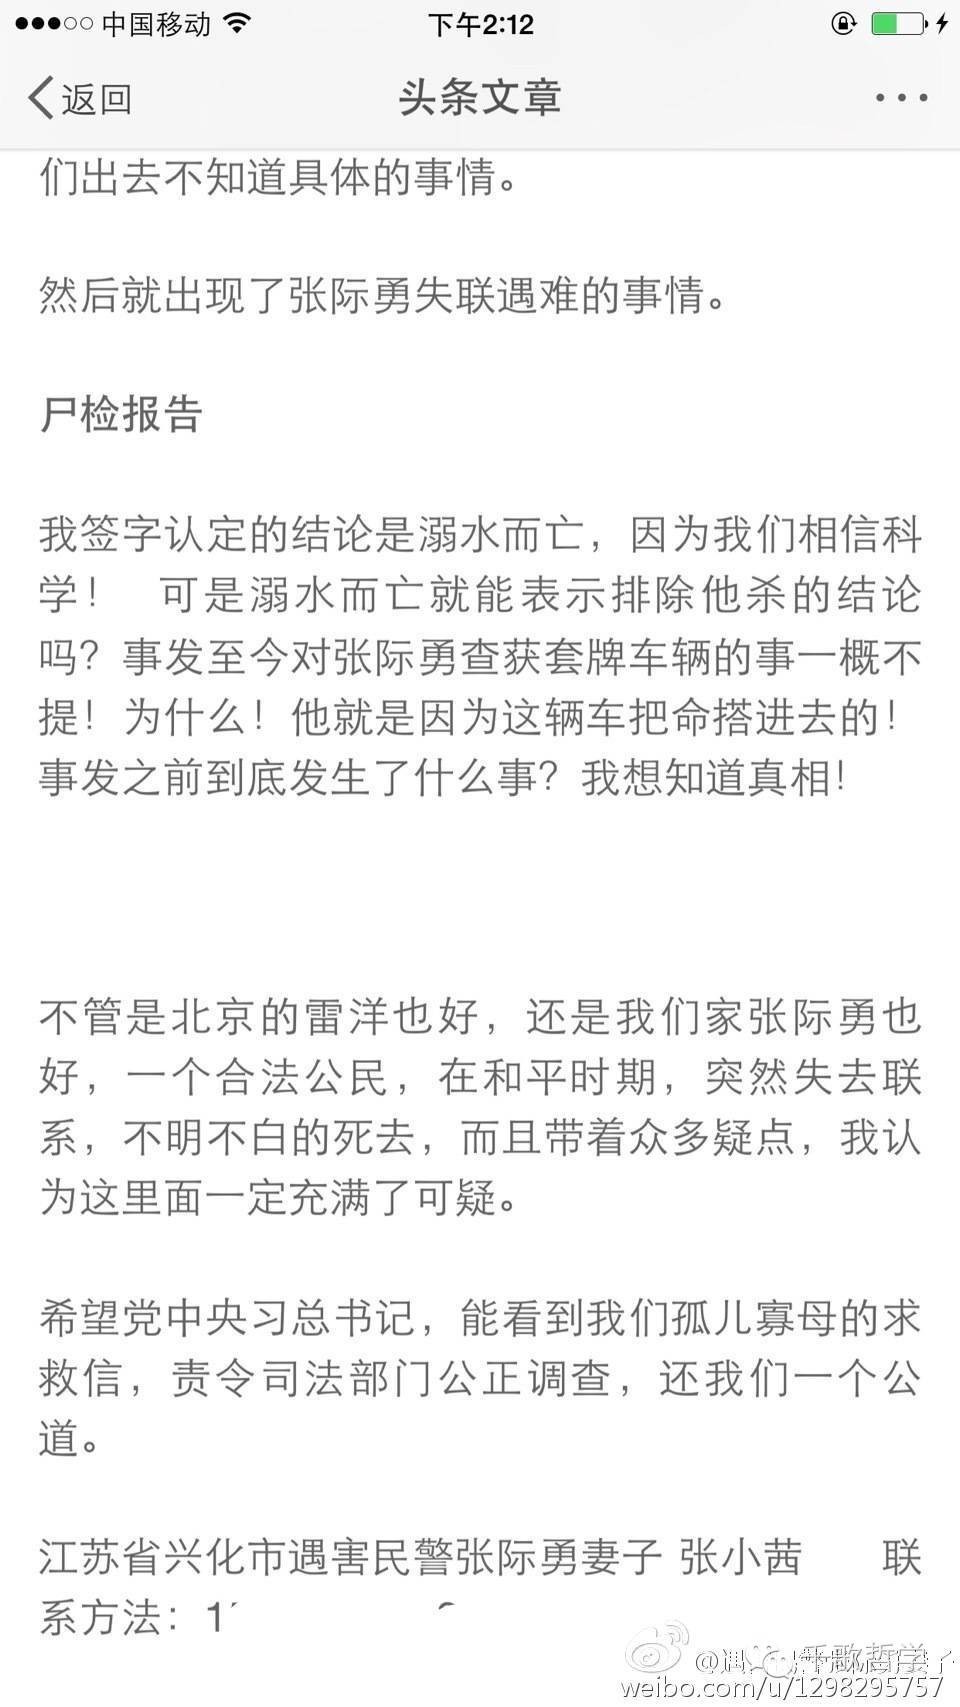 中国移动 下午2:12
返回 头条文章
们出去不知道具体的事情。
然后就出现了张际勇失联遇难的事情。
尸检报告
我签字认定的结论是溺水而亡，因为我们相信科
学！ 可是溺水而亡就能表示排除他杀的结论
吗？事发至今对张际勇查获套牌车辆的事一概不
提！为什么！他就是因为这辆车把命搭进去的！
事发之前到底发生了什么事？我想知道真相！
不管是北京的雷洋也好，还是我们家张际勇也
好，一个合法公民，在和平时期，突然失去联
系，不明不白的死去，而且带着众多疑点，我认
为这里面一定充满了可疑。
希望党中央习总书记，能看到我们孤儿寡母的求
救信，责令司法部门公正调查，还我们一个公
道。
江苏省兴化市遇害民警张际勇妻子 张小茜 联
系方法：1
weibo.com/u/1298295757